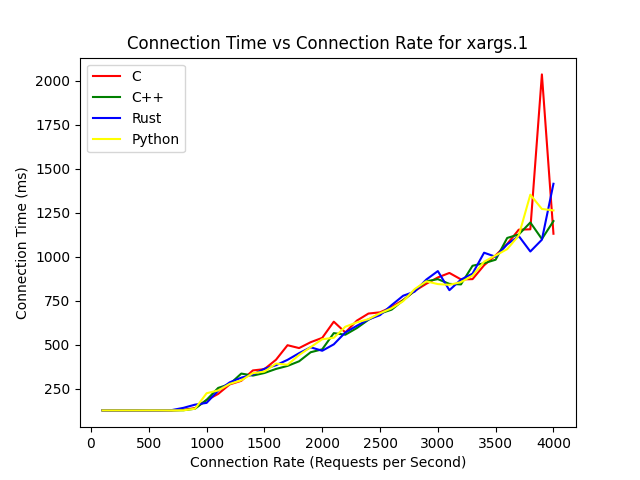 Connection Time vs Connection Rate for xargs.1
C
C++
Rust
Python
2000
1750
1500
1250
1000
750
500
250
Connection Time (ms)
0 500 1000 1500 2000 2500 3000 3500 4000
Connection Rate (Requests per Second)